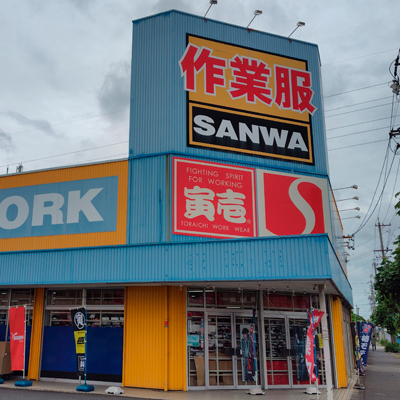 作業服
SANWA
ORK
FIGHTING SPIRIT
FOR WORKING
寅壱
TORAICHI WORK WEAR
S